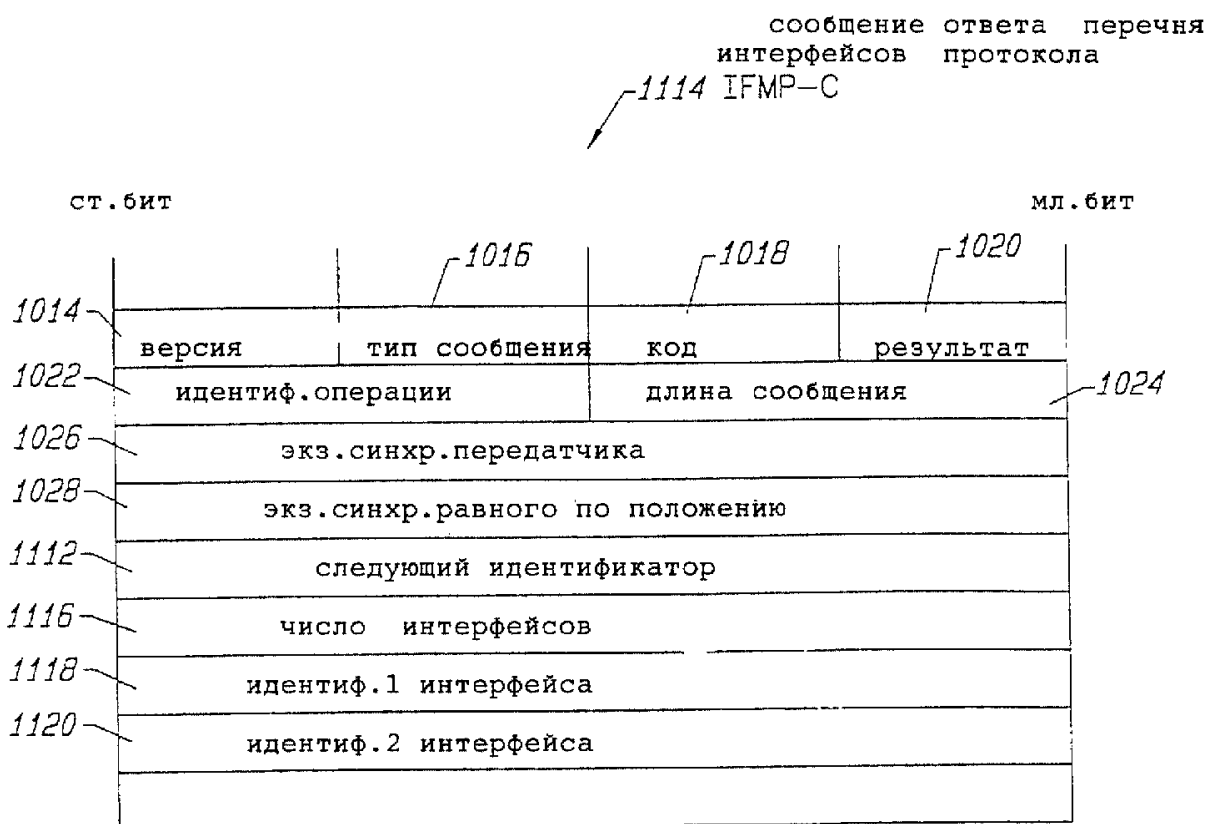 сообщение ответа перечня
интерфейсов протокола
1114 IFMP-C
ст.бит мл.бит
1016 1018 1020
1014
версия тип сообщения код результат
1022 идентиф.операции длина сообщения 1024
1026 экз.синхр.передатчика
1028 экз.синхр.равного по положению
1112 следующий идентификатор
1116 число интерфейсов
1118 идентиф.1 интерфейса
1120 идентиф.2 интерфейса